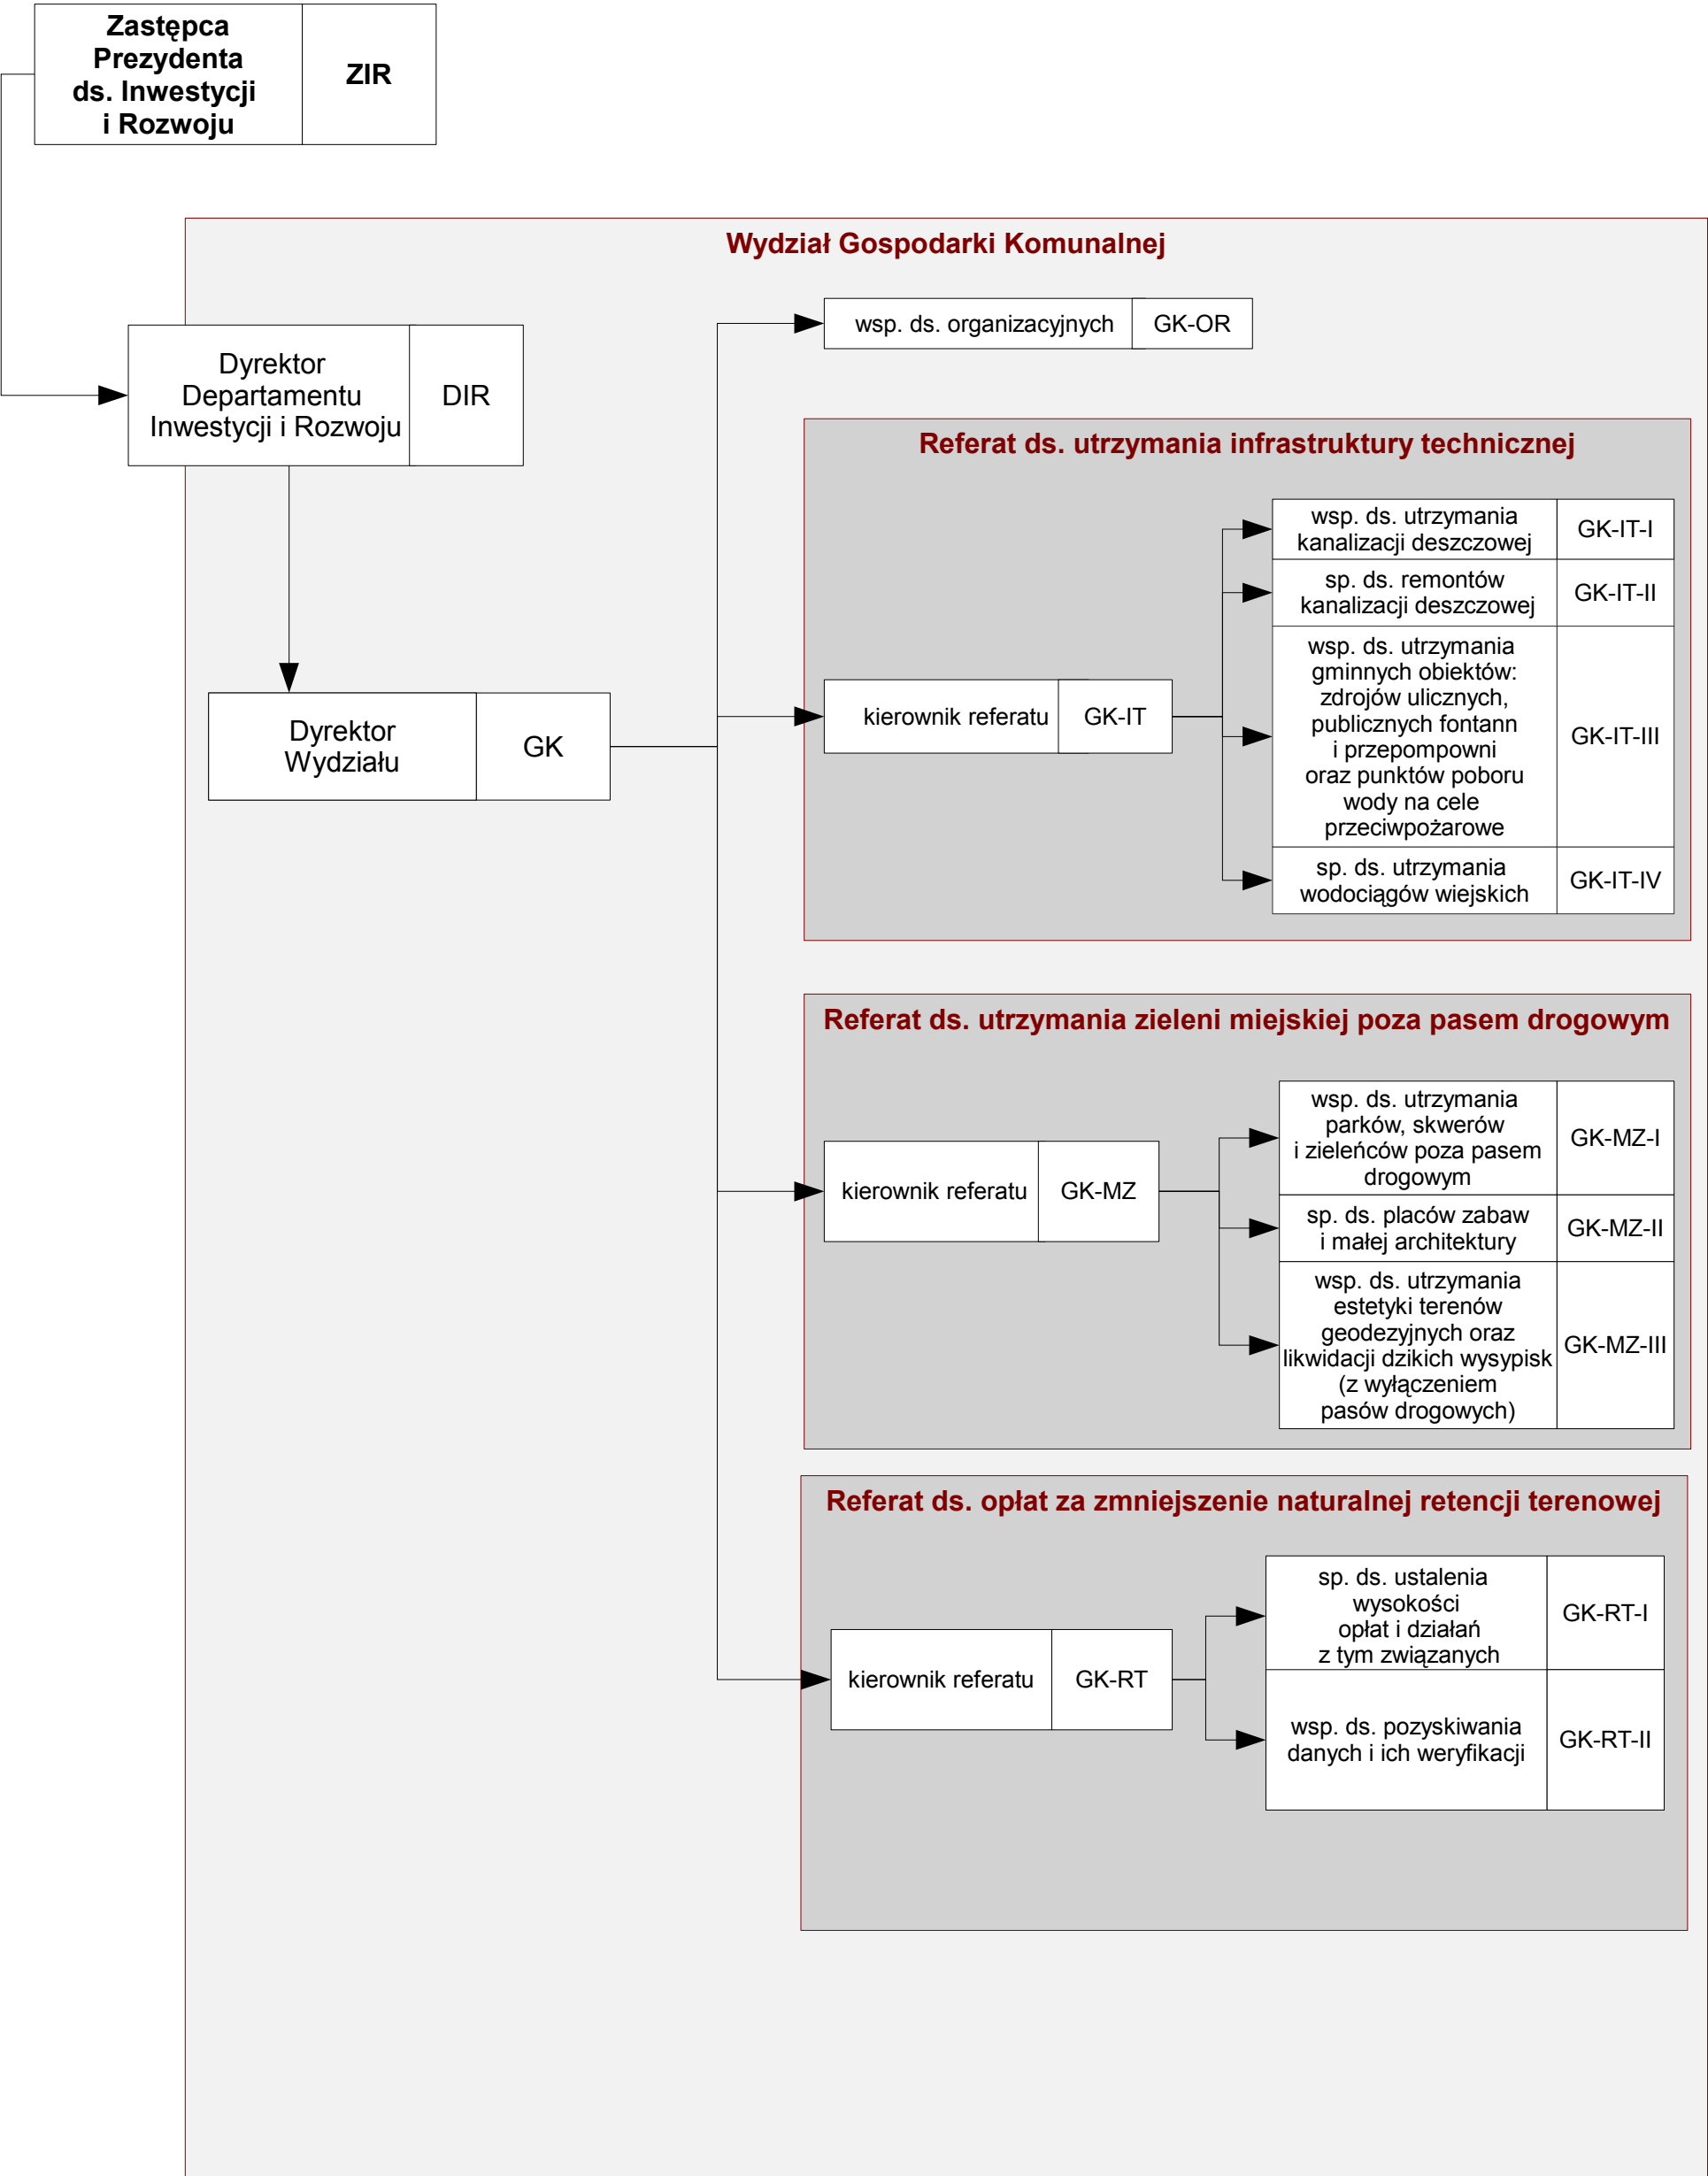 Zastępca
Prezydenta
ds. Inwestycji
i Rozwoju
ZIR
Wydział Gospodarki Komunalnej
wsp. ds. organizacyjnych
GK-OR
Dyrektor
Departamentu
Inwestycji i Rozwoju
DIR
Referat ds. utrzymania infrastruktury technicznej
wsp. ds. utrzymania
kanalizacji deszczowej
GK-IT-I
sp. ds. remontów
kanalizacji deszczowej
GK-IT-II
wsp. ds. utrzymania
gminnych obiektów:
zdrojów ulicznych,
publicznych fontann
i przepompowni
oraz punktów poboru
wody na cele
przeciwpożarowe
GK-IT-III
kierownik referatu
GK-IT
Dyrektor
Wydziału
GK
sp. ds. utrzymania
wodociągów wiejskich
GK-IT-IV
Referat ds. utrzymania zieleni miejskiej poza pasem drogowym
wsp. ds. utrzymania
parków, skwerów
i zieleńców poza pasem
drogowym
GK-MZ-I
kierownik referatu
GK-MZ
sp. ds. placów zabaw
i małej architektury
GK-MZ-II
wsp. ds. utrzymania
estetyki terenów
geodezyjnych oraz
likwidacji dzikich wysypisk
(z wyłączeniem
pasów drogowych)
GK-MZ-III
Referat ds. opłat za zmniejszenie naturalnej retencji terenowej
sp. ds. ustalenia
wysokości
opłat i działań
z tym związanych
GK-RT-I
kierownik referatu
GK-RT
wsp. ds. pozyskiwania
danych i ich weryfikacji
GK-RT-II